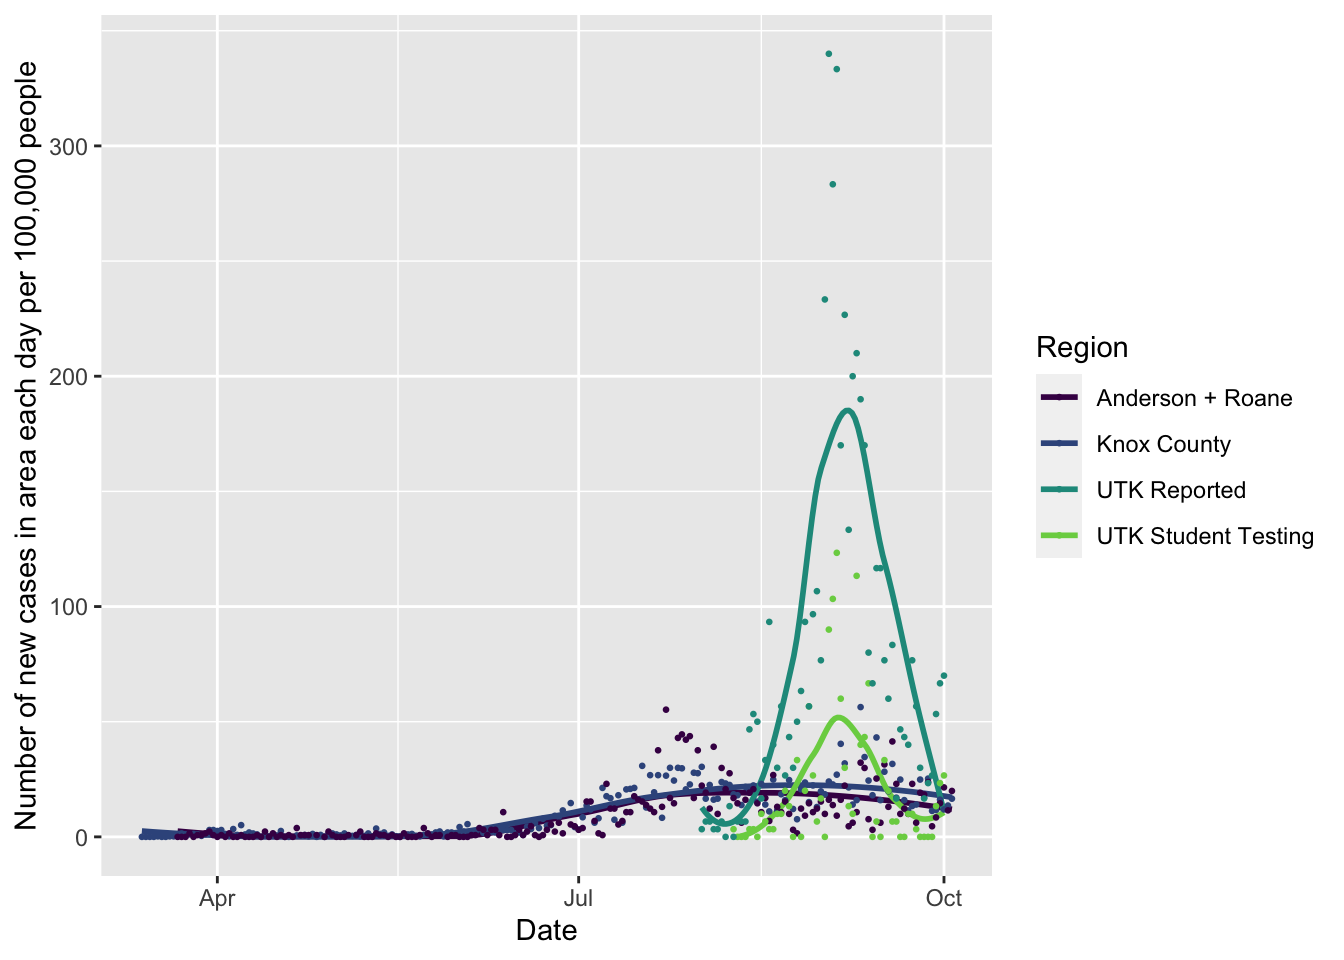 Number of new cases in area each day per 100,000 people
300
200
100
0
Apr
Jul
Oct
Date
Region
Anderson + Roane
Knox County
UTK Reported
UTK Student Testing